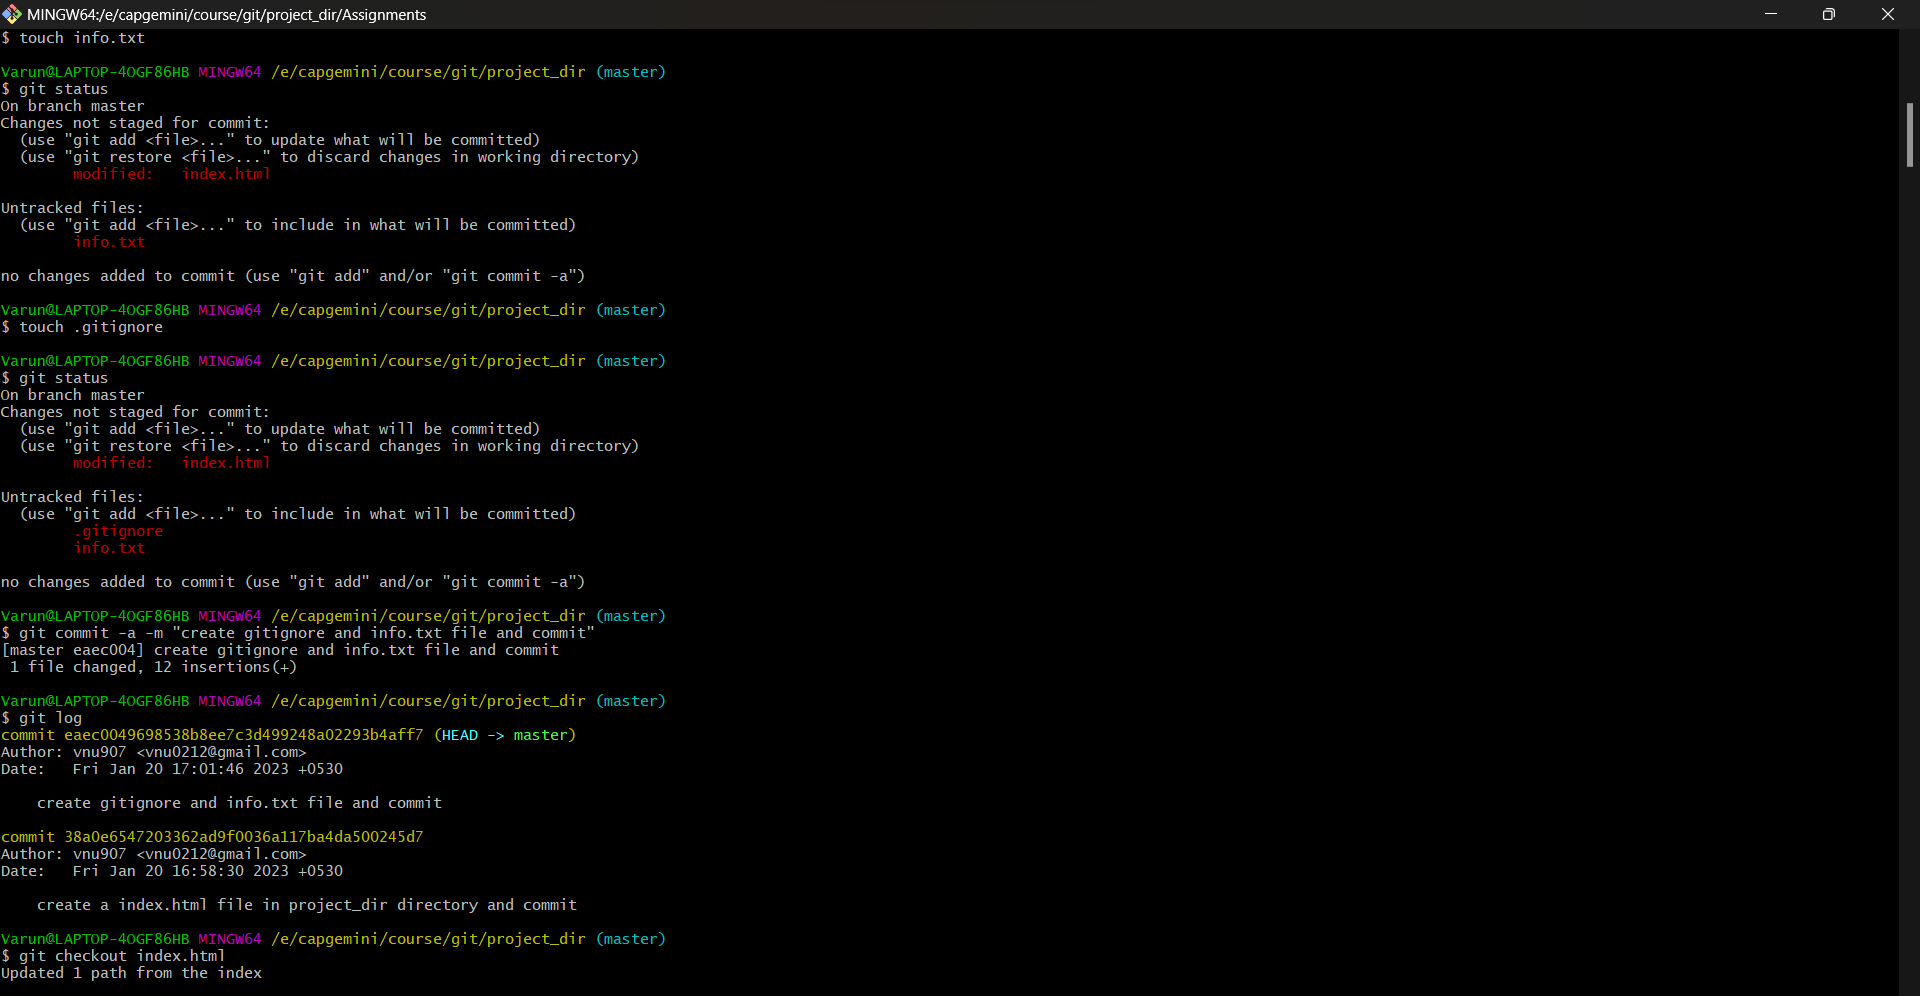 MINGW64:/e/capgemini/course/git/project_dir/Assignments
$ touch info.txt
Varun@LAPTOP-4OGF86HB MINGW64 /e/capgemini/course/git/project_dir (master)
$ git status
On branch master
Changes not staged for commit:
  (use "git add <file>..." to update what will be committed)
  (use "git restore <file>..." to discard changes in working directory)
        modified:   index.html
Untracked files:
  (use "git add <file>..." to include in what will be committed)
        info.txt
no changes added to commit (use "git add" and/or "git commit -a")
Varun@LAPTOP-4OGF86HB MINGW64 /e/capgemini/course/git/project_dir (master)
$ touch .gitignore
Varun@LAPTOP-4OGF86HB MINGW64 /e/capgemini/course/git/project_dir (master)
$ git status
On branch master
Changes not staged for commit:
  (use "git add <file>..." to update what will be committed)
  (use "git restore <file>..." to discard changes in working directory)
        modified:   index.html
Untracked files:
  (use "git add <file>..." to include in what will be committed)
        .gitignore
        info.txt
no changes added to commit (use "git add" and/or "git commit -a")
Varun@LAPTOP-4OGF86HB MINGW64 /e/capgemini/course/git/project_dir (master)
$ git commit -a -m "create gitignore and info.txt file and commit"
[master eaec004] create gitignore and info.txt file and commit
 1 file changed, 12 insertions(+)
Varun@LAPTOP-4OGF86HB MINGW64 /e/capgemini/course/git/project_dir (master)
$ git log
commit eaec0049698538b8ee7c3d499248a02293b4aff7 (HEAD -> master)
Author: vnu907 <vnu0212@gmail.com>
Date:   Fri Jan 20 17:01:46 2023 +0530
    create gitignore and info.txt file and commit
commit 38a0e6547203362ad9f0036a117ba4da500245d7
Author: vnu907 <vnu0212@gmail.com>
Date:   Fri Jan 20 16:58:30 2023 +0530
    create a index.html file in project_dir directory and commit
Varun@LAPTOP-4OGF86HB MINGW64 /e/capgemini/course/git/project_dir (master)
$ git checkout index.html
Updated 1 path from the index